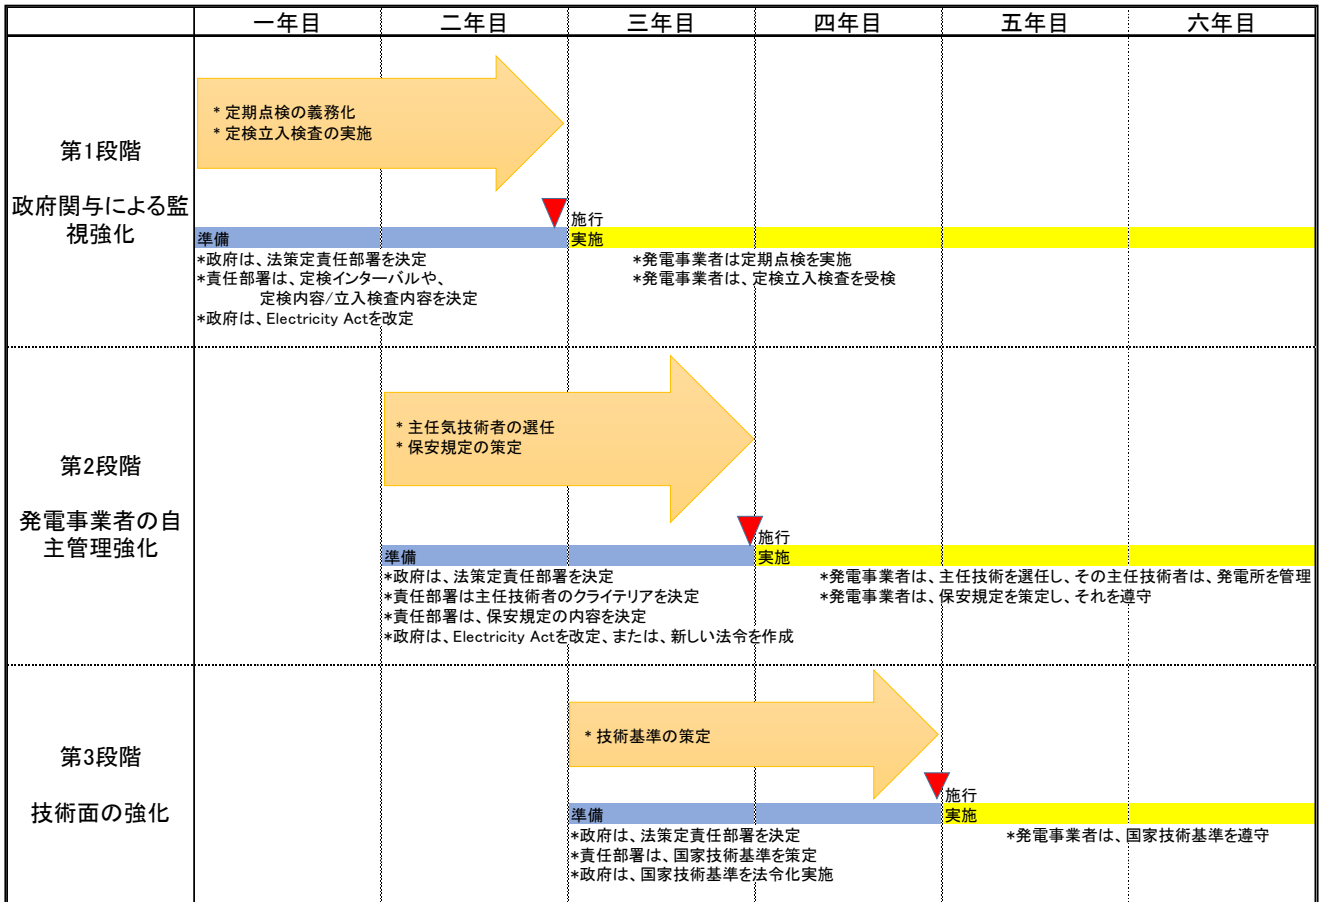 一年目 二年目 三年目 四年目 五年目 六年目
第1段階
政府関与による監
視強化
* 定期点検の義務化
* 定検立入検査の実施
施行
準備
実施
*政府は、法策定責任部署を決定
*責任部署は、定検インターバルや、
定検内容/立入検査内容を決定
*政府は、Electricity Actを改定
*発電事業者は定期点検を実施
*発電事業者は、定検立入検査を受検
第2段階
発電事業者の自
主管理強化
* 主任気技術者の選任
* 保安規定の策定
施行
準備
実施
*政府は、法策定責任部署を決定
*責任部署は主任技術者のクライテリアを決定
*責任部署は、保安規定の内容を決定
*政府は、Electricity Actを改定、または、新しい法令を作成
*発電事業者は、主任技術を選任し、その主任技術者は、発電所を管理
*発電事業者は、保安規定を策定し、それを遵守
第3段階
技術面の強化
* 技術基準の策定
施行
準備
実施
*政府は、法策定責任部署を決定
*責任部署は、国家技術基準を策定
*政府は、国家技術基準を法令化実施
*発電事業者は、国家技術基準を遵守